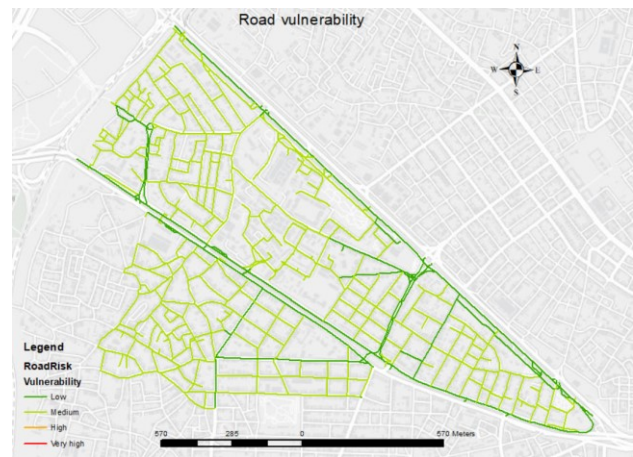 Road vulnerability
N
W E
S
Legend
RoadRisk
Vulnerability
Low
Medium
High
Very high
570 285 0 570 Meters